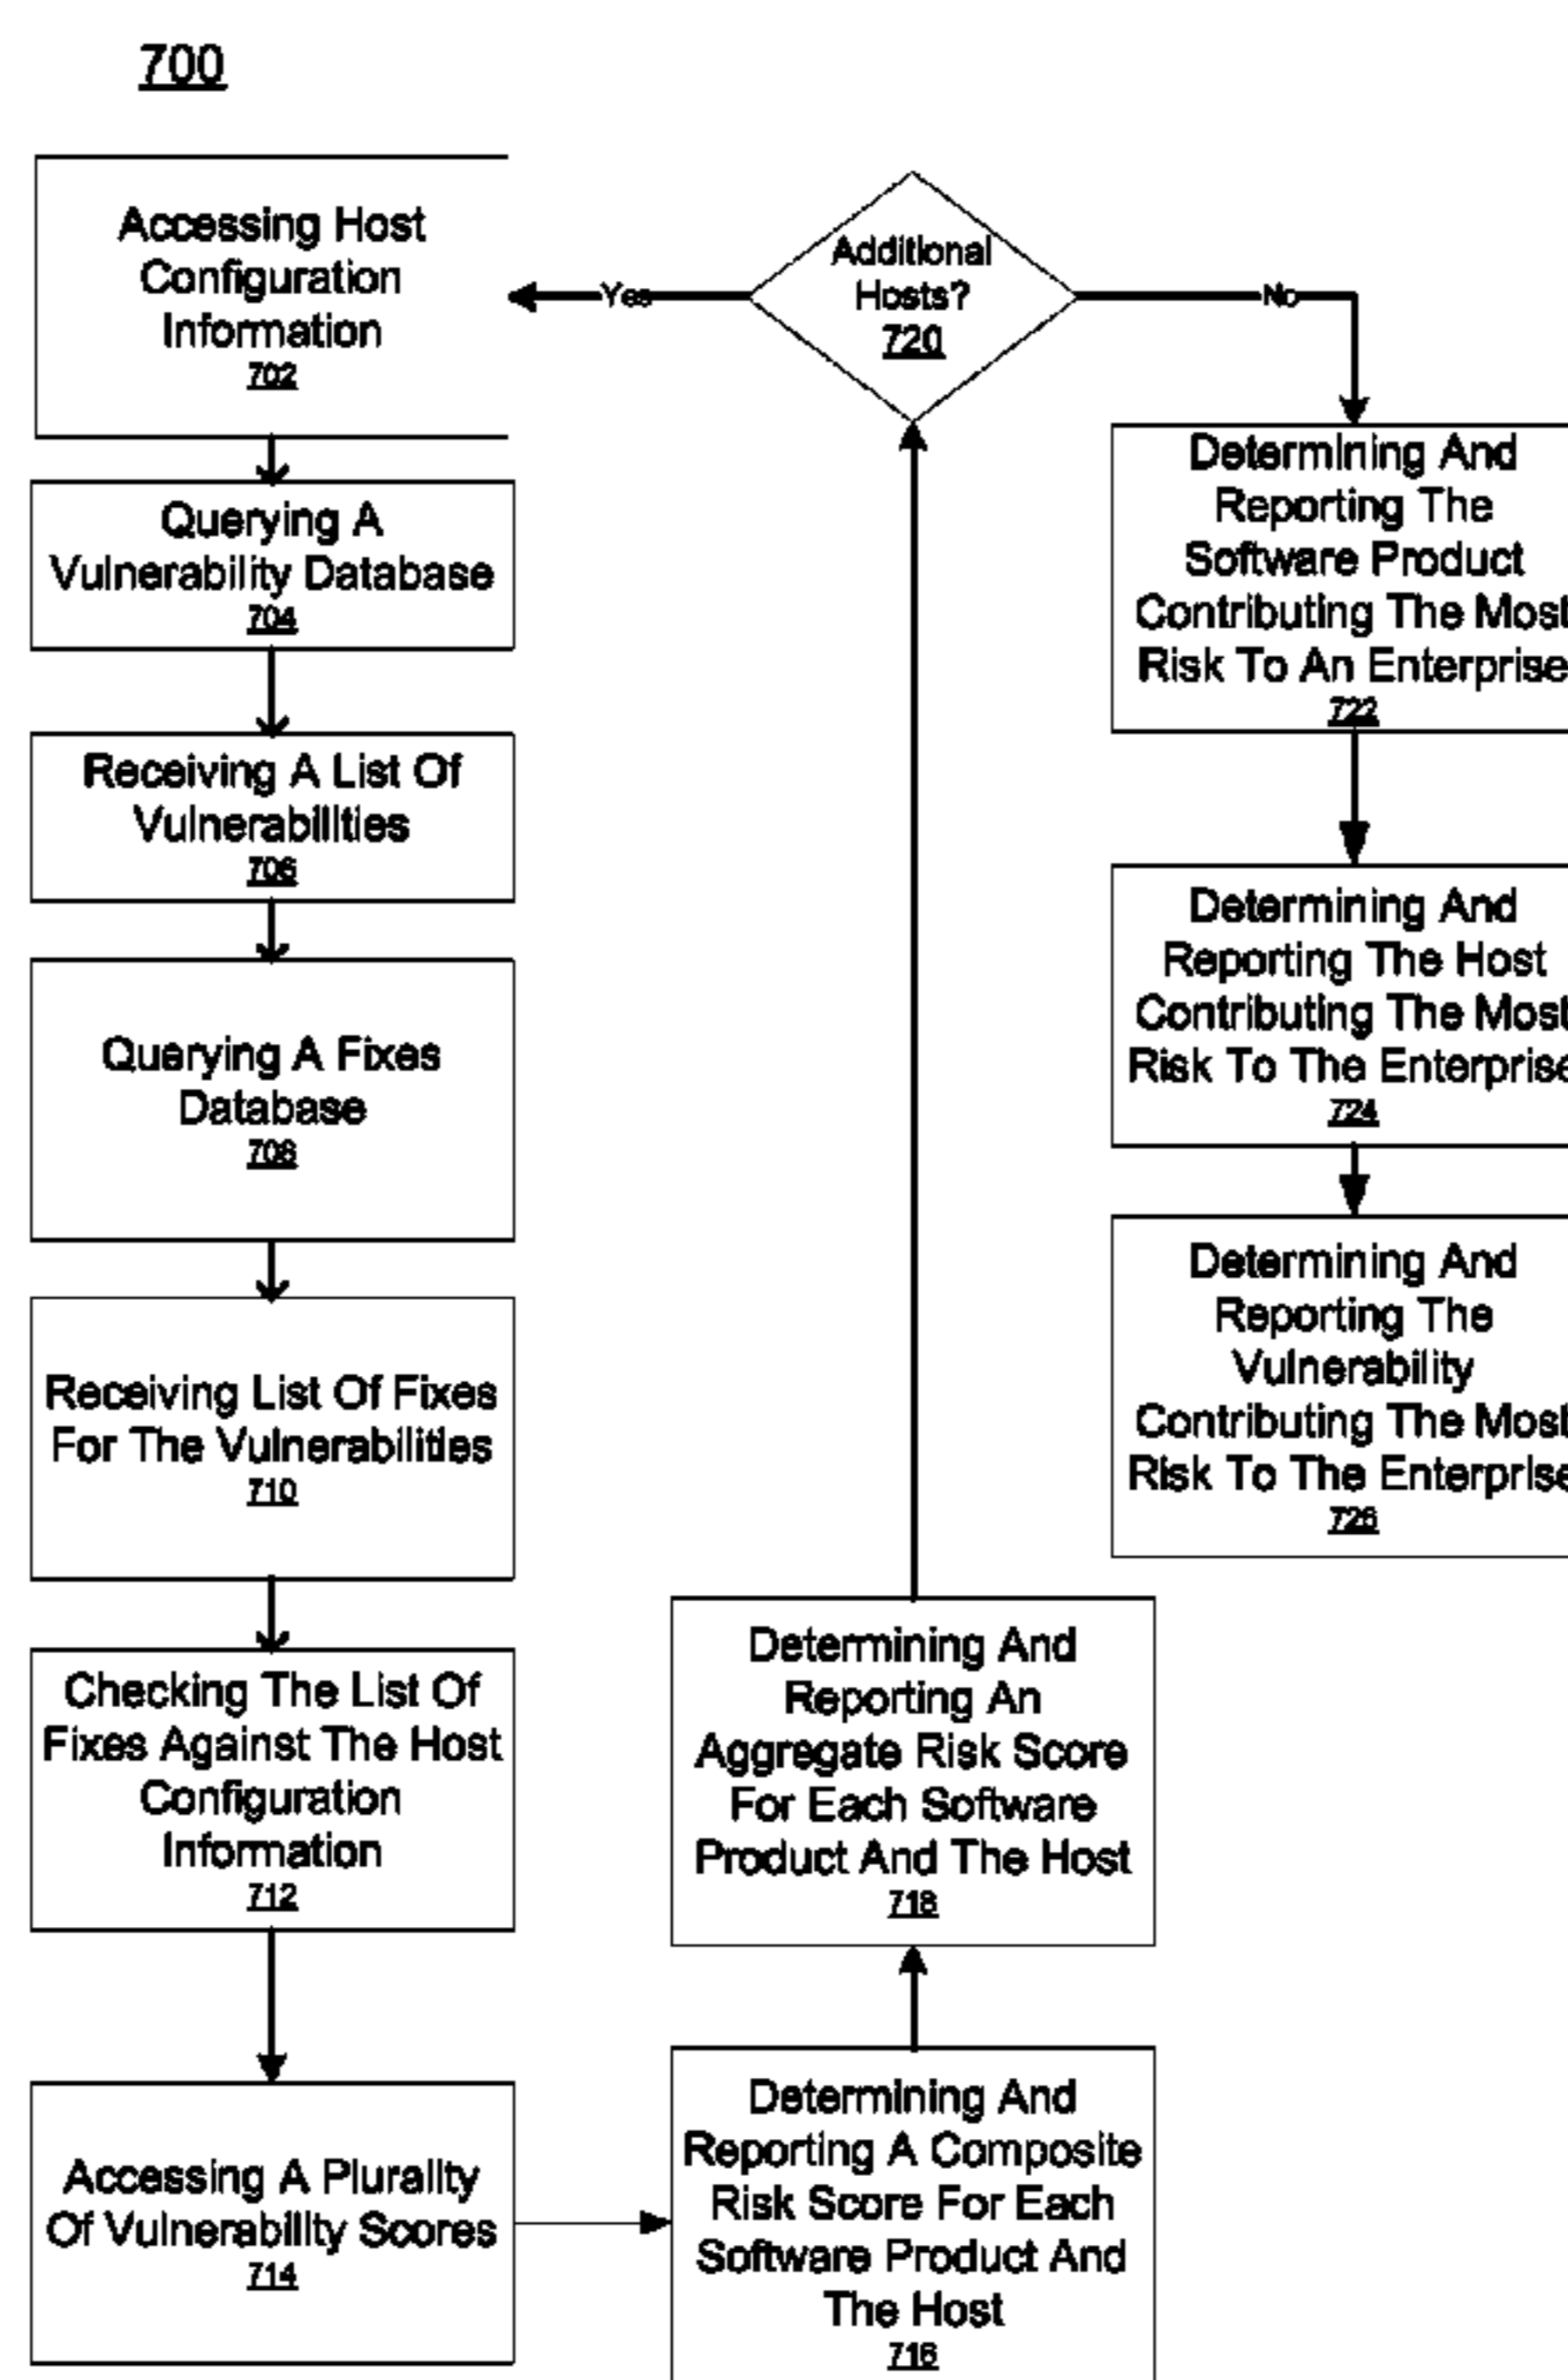 700
Accessing Host
Configuration
Information
702
Querying A
Vulnerability Database
704
Receiving A List Of
Vulnerabilities
706
Querying A Fixes
Database
708
Receiving List Of Fixes
For The Vulnerabilities
710
Checking The List Of
Fixes Against The Host
Configuration
Information
712
Accessing A Plurality
Of Vulnerability Scores
714
Determining And
Reporting A Composite
Risk Score For Each
Software Product And
The Host
716
Determining And
Reporting An
Aggregate Risk Score
For Each Software
Product And The Host
718
Additional
Hosts?
720
Yes
No
Determining And
Reporting The
Software Product
Contributing The Most
Risk To An Enterprise
722
Determining And
Reporting The Host
Contributing The Most
Risk To The Enterprise
724
Determining And
Reporting The
Vulnerability
Contributing The Most
Risk To The Enterprise
726